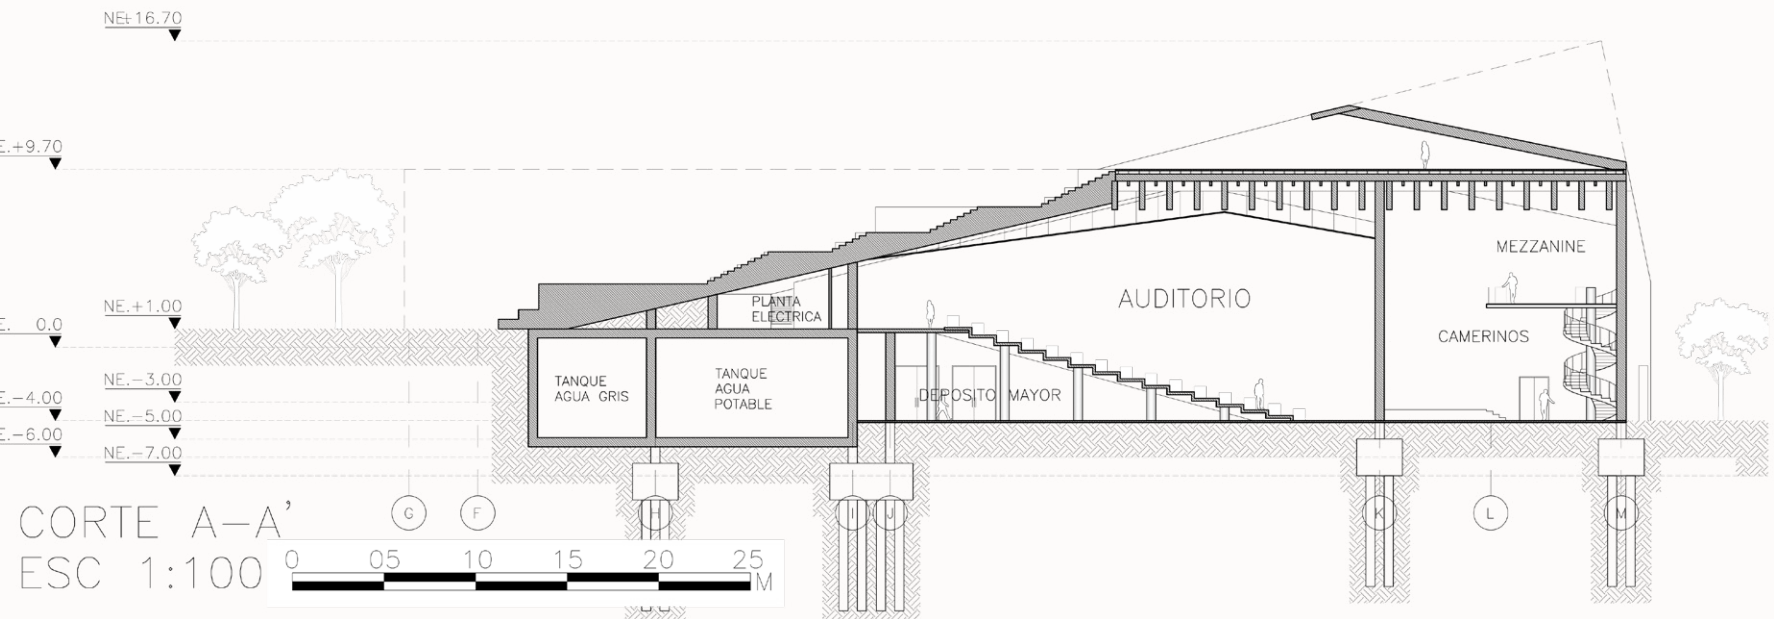 NE±16.70
E.+9.70
NE.+1.00
E. 0.0
NE.-3.00
E.-4.00
NE.-5.00
E.-6.00
NE.-7.00
MEZZANINE
AUDITORIO
PLANTA
ELECTRICA
CAMERINOS
TANQUE
AGUA GRIS
TANQUE
AGUA
POTABLE
DEPOSITO MAYOR
G F H I J K L M
CORTE A-A'
ESC 1:100
0 05 10 15 20 25
M